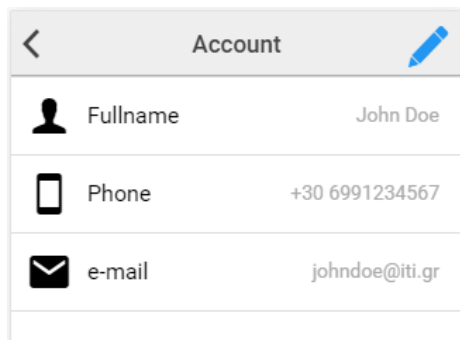 Account
Fullname John Doe
Phone +30 6991234567
e-mail johndoe@iti.gr